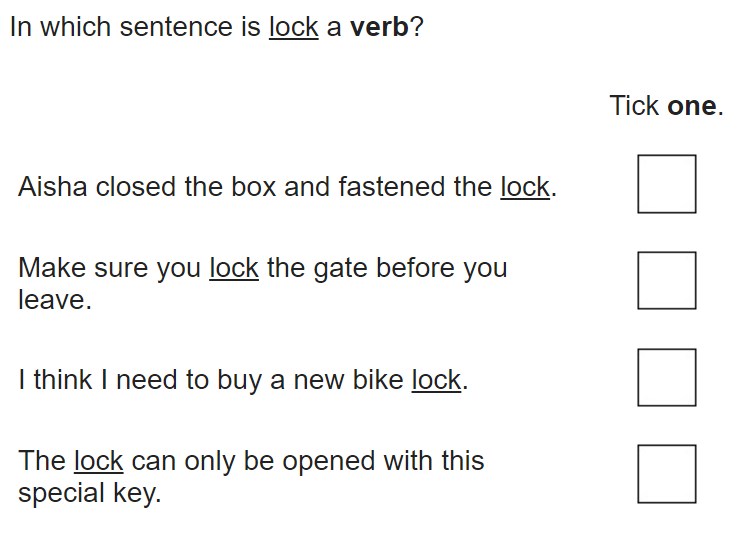 In which sentence is lock a verb?
Tick one.
Aisha closed the box and fastened the lock.
Make sure you lock the gate before you
leave.
I think I need to buy a new bike lock.
The lock can only be opened with this
special key.